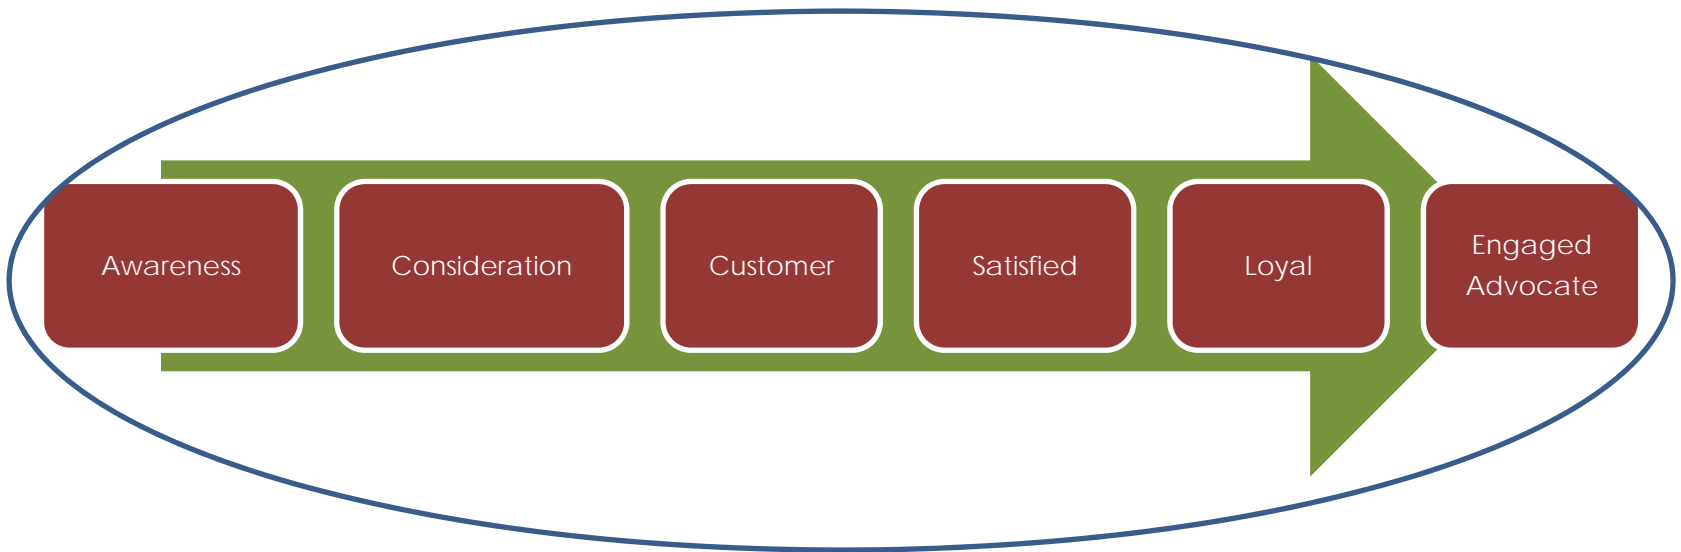 Awareness
Consideration
Customer
Satisfied
Loyal
Engaged
Advocate